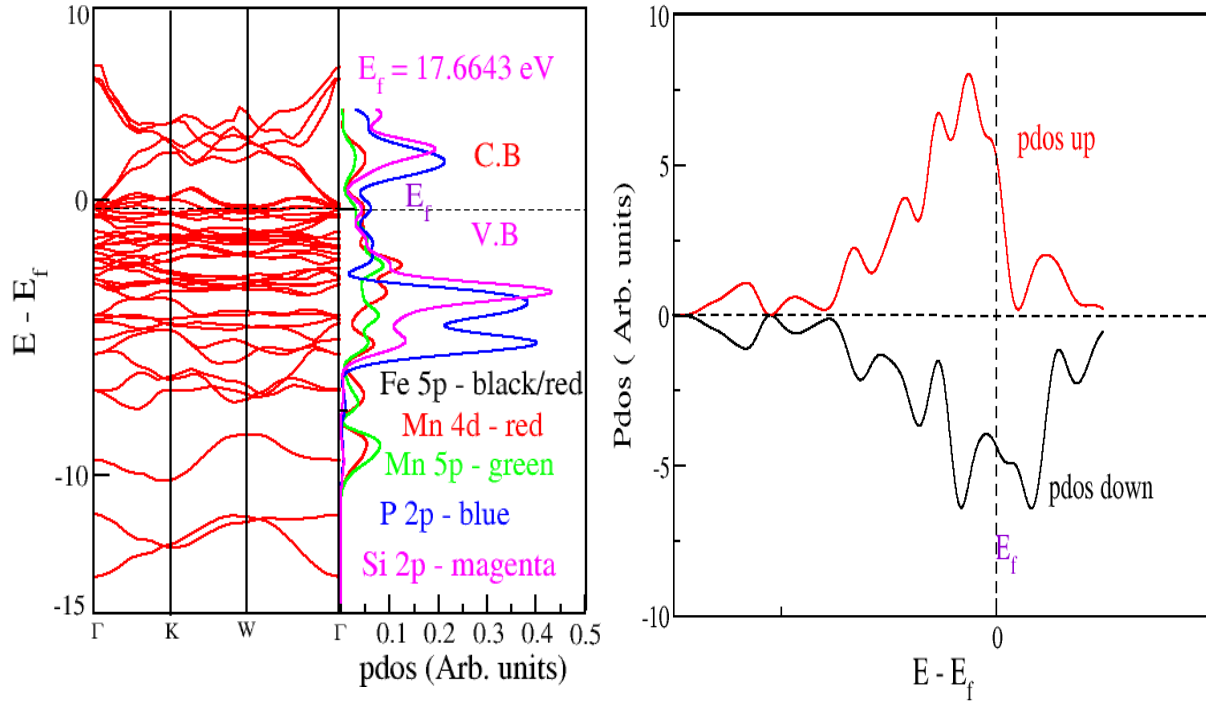 10
0
-10
-15
E - E_f
Γ
K
W
Γ
E_f = 17.6643 eV
C.B
E_f
V.B
Fe 5p - black/red
Mn 4d - red
Mn 5p - green
P 2p - blue
Si 2p - magenta
0.1 0.2 0.3 0.4 0.5
pdos (Arb. units)
10
5
0
-5
-10
Pdos ( Arb. units)
pdos up
pdos down
E_f
0
E - E_f